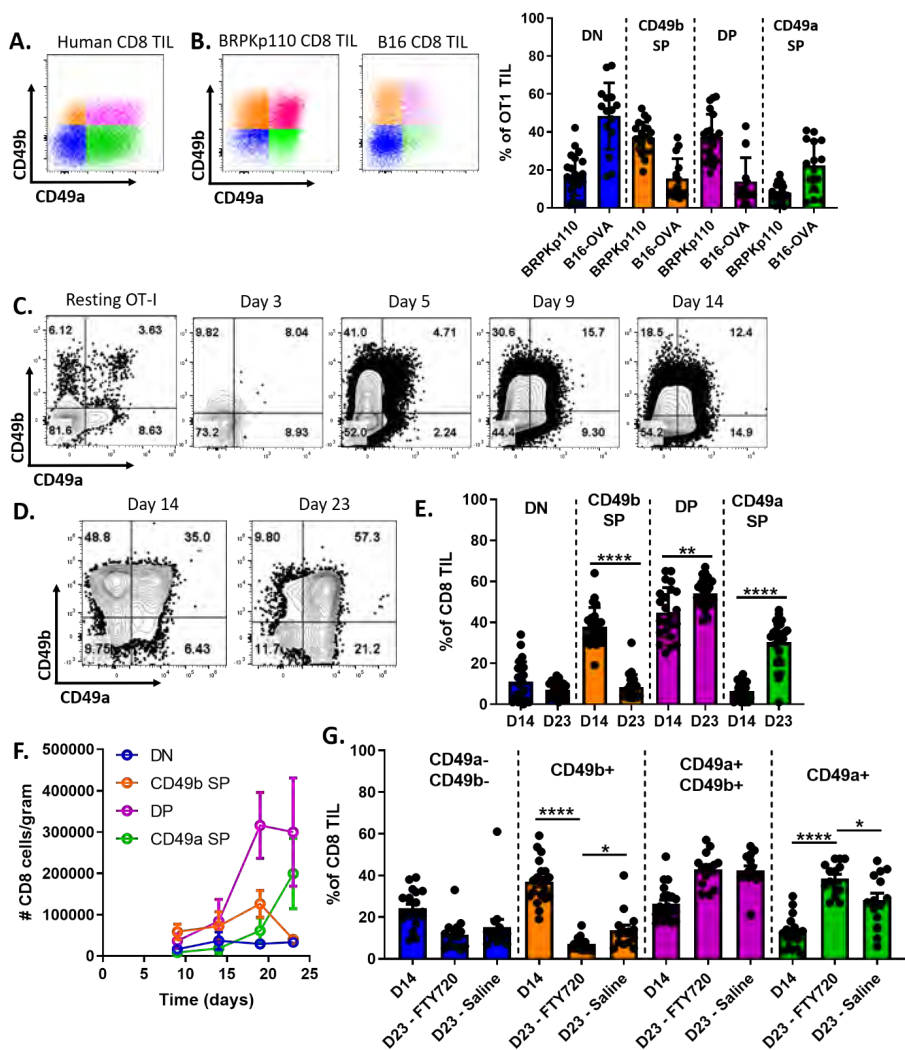 A.
Human CD8 TIL
CD49b
CD49a
B.
BRPKp110 CD8 TIL
B16 CD8 TIL
CD49b
CD49a
% of OT1 TIL
100
80
60
40
20
0
DN
CD49b
SP
DP
CD49a
SP
BRPKp110
B16-OVA
BRPKp110
B16-OVA
BRPKp110
B16-OVA
BRPKp110
B16-OVA
C.
Resting OT-I
Day 3
Day 5
Day 9
Day 14
6.12 3.63
81.6 8.63
9.82 8.04
73.2 8.93
41.0 4.71
52.0 2.24
30.6 15.7
44.4 9.30
18.5 12.4
54.2 14.9
CD49b
CD49a
D.
Day 14
Day 23
48.8 35.0
9.75 6.43
9.80 57.3
11.7 21.2
CD49b
CD49a
E.
%of CD8 TIL
100
80
60
40
20
0
DN
CD49b
SP
DP
CD49a
SP
****
**
****
D14 D23 D14 D23 D14 D23 D14 D23
F.
# CD8 cells/gram
500000
400000
300000
200000
100000
0
DN
CD49b SP
DP
CD49a SP
0 5 10 15 20 25
Time (days)
G.
%of CD8 TIL
100
80
60
40
20
0
CD49a-
CD49b-
CD49b+
CD49a+
CD49b+
CD49a+
****
*
****
*
D14
D23 - FTY720
D23 - Saline
D14
D23 - FTY720
D23 - Saline
D14
D23 - FTY720
D23 - Saline
D14
D23 - FTY720
D23 - Saline